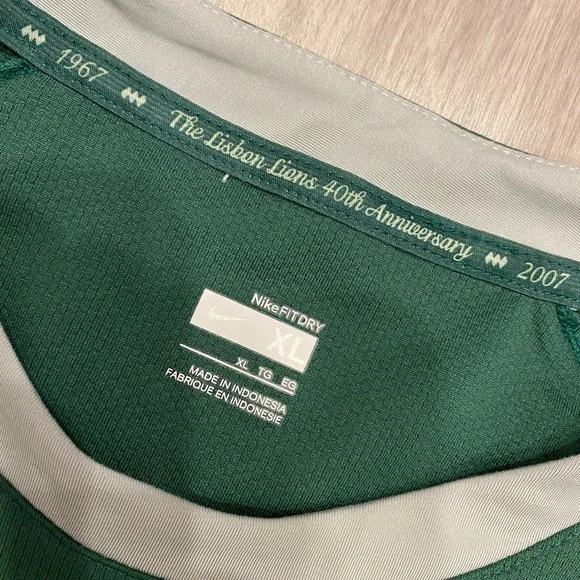 1967 The Lisbon Lions 40th Anniversary 2007
NikeFITDRY
XL
XL TG EG
MADE IN INDONESIA
FABRIQUE EN INDONESIE